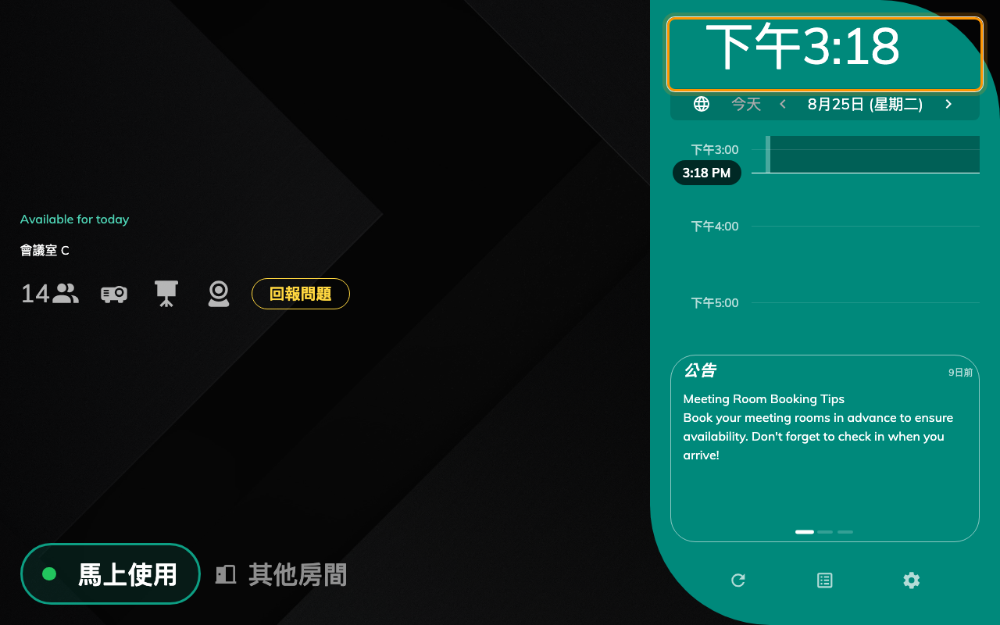 下午3:18
今天 8月25日 (星期二)
下午3:00
3:18 PM
下午4:00
下午5:00
Available for today
會議室 C
14
回報問題
公告
9日前
Meeting Room Booking Tips
Book your meeting rooms in advance to ensure
availability. Don't forget to check in when you
arrive!
馬上使用
其他房間